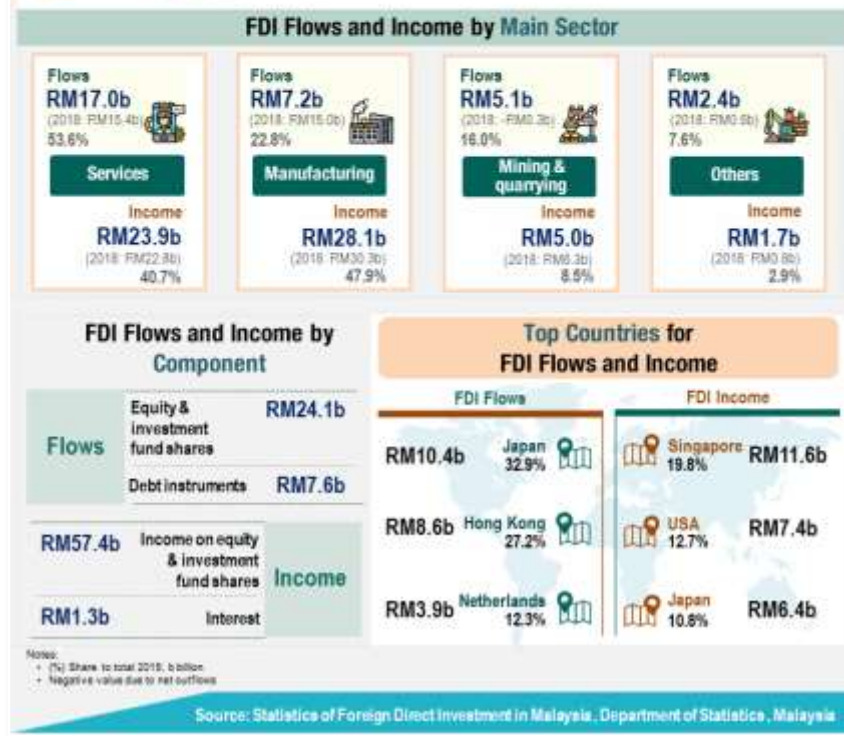 FDI Flows and Income by Main Sector
Flows
RM17.0b
(2018: RM15.4b)
53.6%
Services
Income
RM23.9b
(2018: RM22.8b)
40.7%
Flows
RM7.2b
(2018: RM15.0b)
22.8%
Manufacturing
Income
RM28.1b
(2018: RM30.3b)
47.9%
Flows
RM5.1b
(2018: -RM0.3b)
16.0%
Mining &
quarrying
Income
RM5.0b
(2018: RM6.3b)
8.5%
Flows
RM2.4b
(2018: RM0.5b)
7.6%
Others
Income
RM1.7b
(2018: RM0.8b)
2.9%
FDI Flows and Income by
Component
Flows
Equity &
investment
fund shares
RM24.1b
Debt instruments RM7.6b
RM57.4b
Income on equity
& investment
fund shares
Income
RM1.3b Interest
Top Countries for
FDI Flows and Income
FDI Flows
RM10.4b Japan
32.9%
RM8.6b Hong Kong
27.2%
RM3.9b Netherlands
12.3%
FDI Income
Singapore RM11.6b
19.8%
USA RM7.4b
12.7%
Japan RM6.4b
10.8%
Notes:
• (%) Share to total 2019, b billion
• Negative value due to net outflows
Source: Statistics of Foreign Direct Investment in Malaysia, Department of Statistics, Malaysia